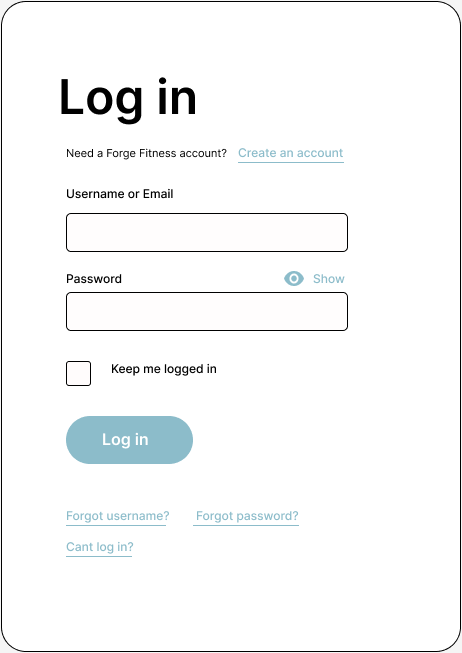 Log in
Need a Forge Fitness account? Create an account
Username or Email
Password Show
Keep me logged in
Log in
Forgot username? Forgot password?
Cant log in?